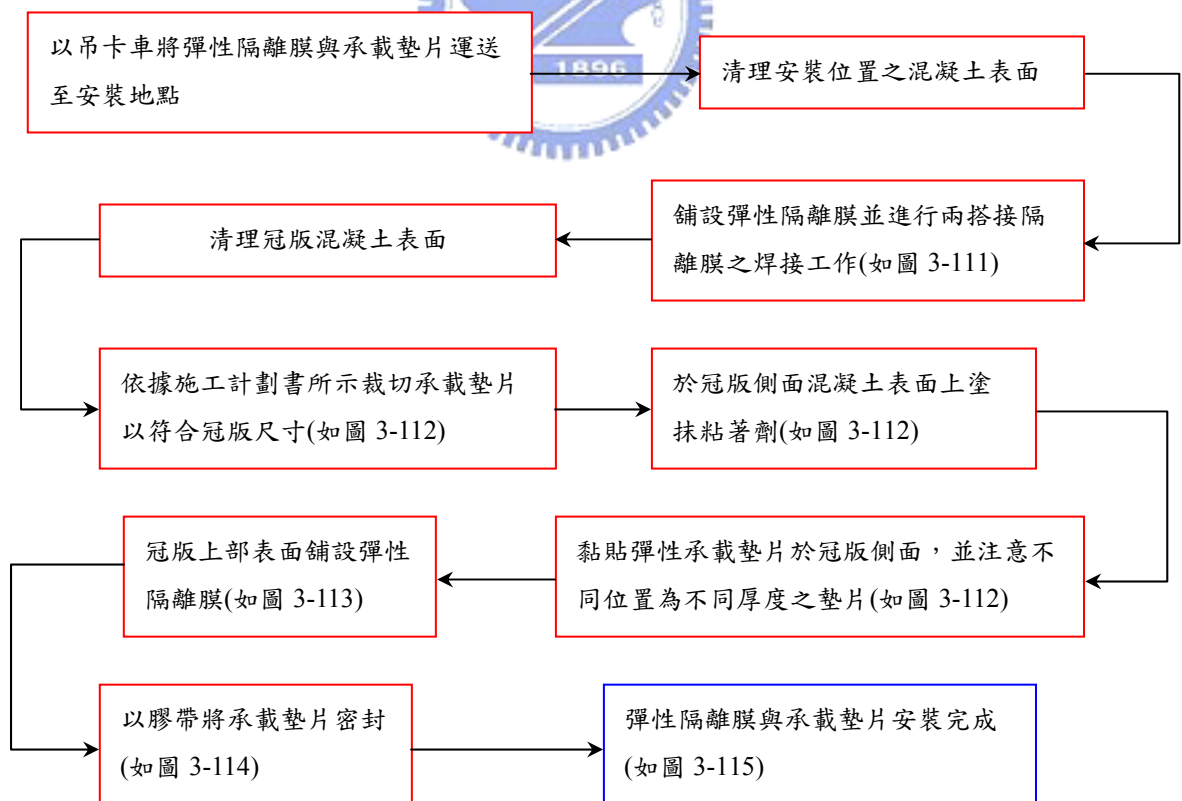 以吊卡車將彈性隔離膜與承載墊片運送
至安裝地點
1896
清理安裝位置之混凝土表面
舖設彈性隔離膜並進行兩搭接隔
離膜之焊接工作(如圖 3-111)
清理冠版混凝土表面
依據施工計劃書所示裁切承載墊片
以符合冠版尺寸(如圖 3-112)
於冠版側面混凝土表面上塗
抹粘著劑(如圖 3-112)
黏貼彈性承載墊片於冠版側面，並注意不
同位置為不同厚度之墊片(如圖 3-112)
冠版上部表面舖設彈性
隔離膜(如圖 3-113)
以膠帶將承載墊片密封
(如圖 3-114)
彈性隔離膜與承載墊片安裝完成
(如圖 3-115)